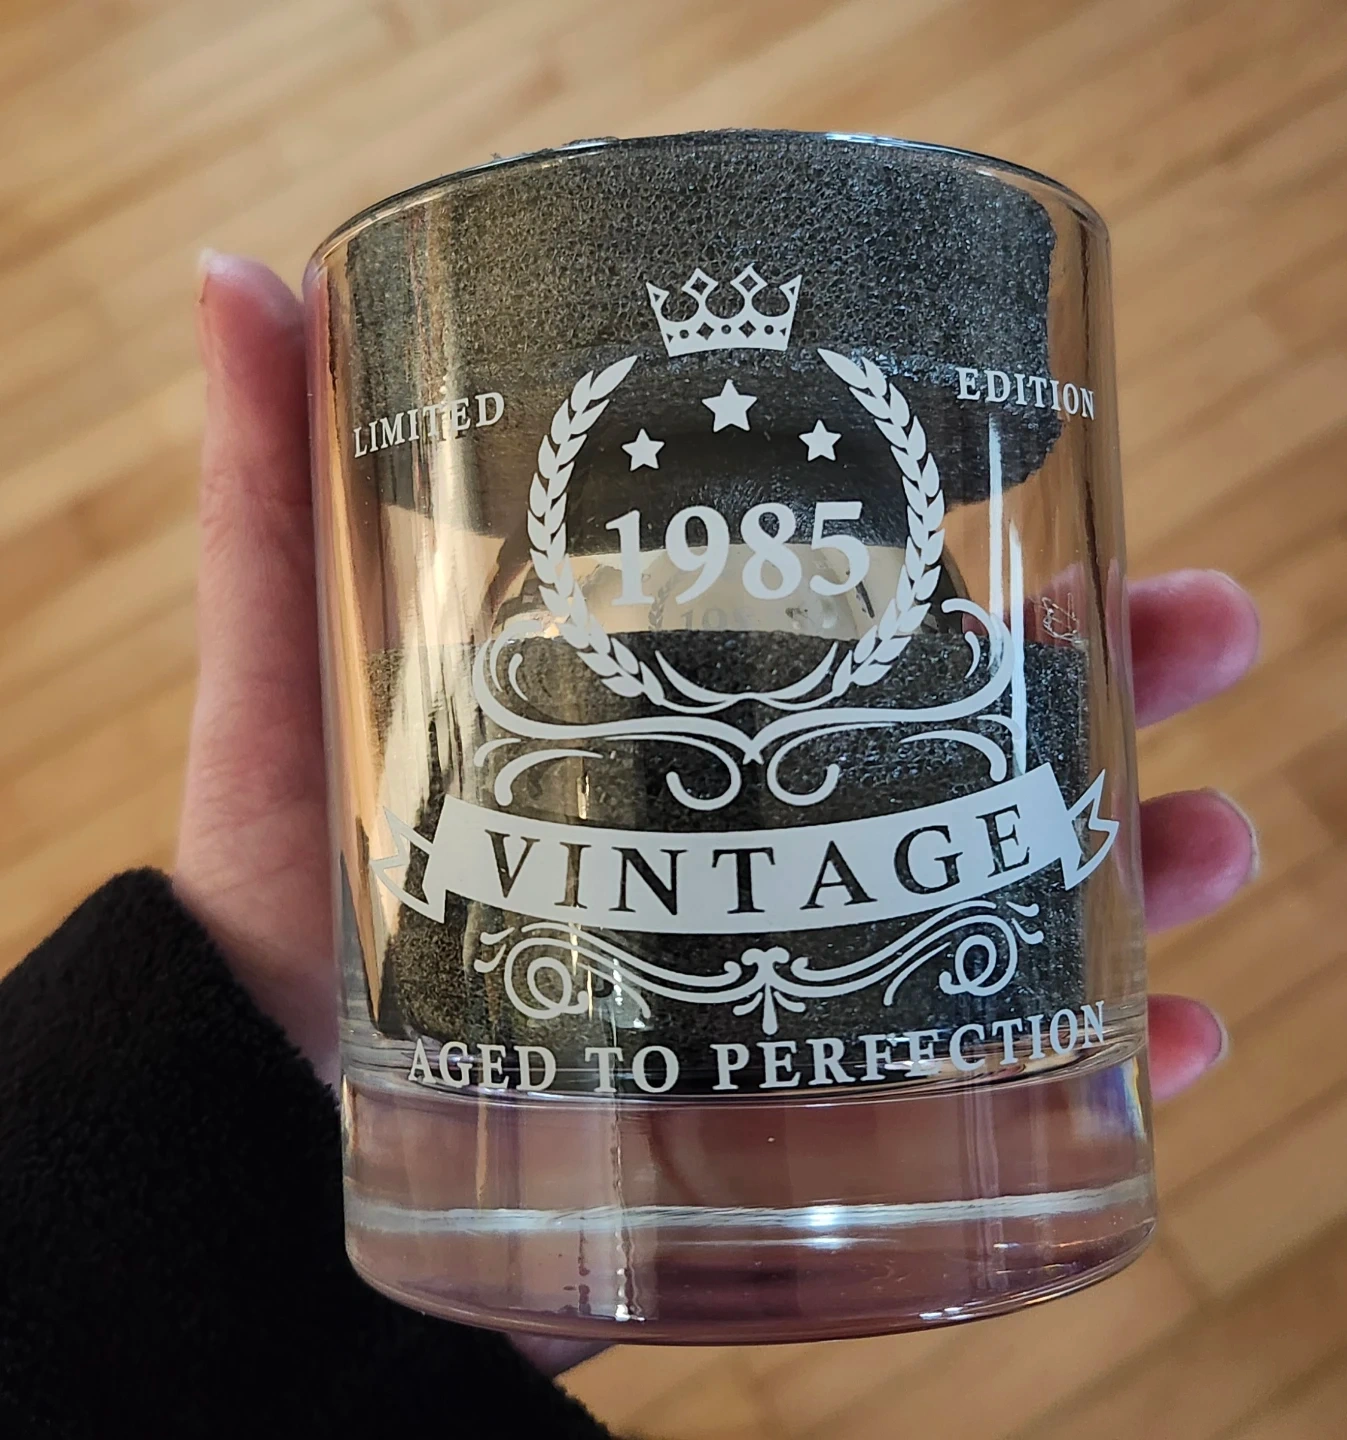 LIMITED EDITION
1985
VINTAGE
AGED TO PERFECTION